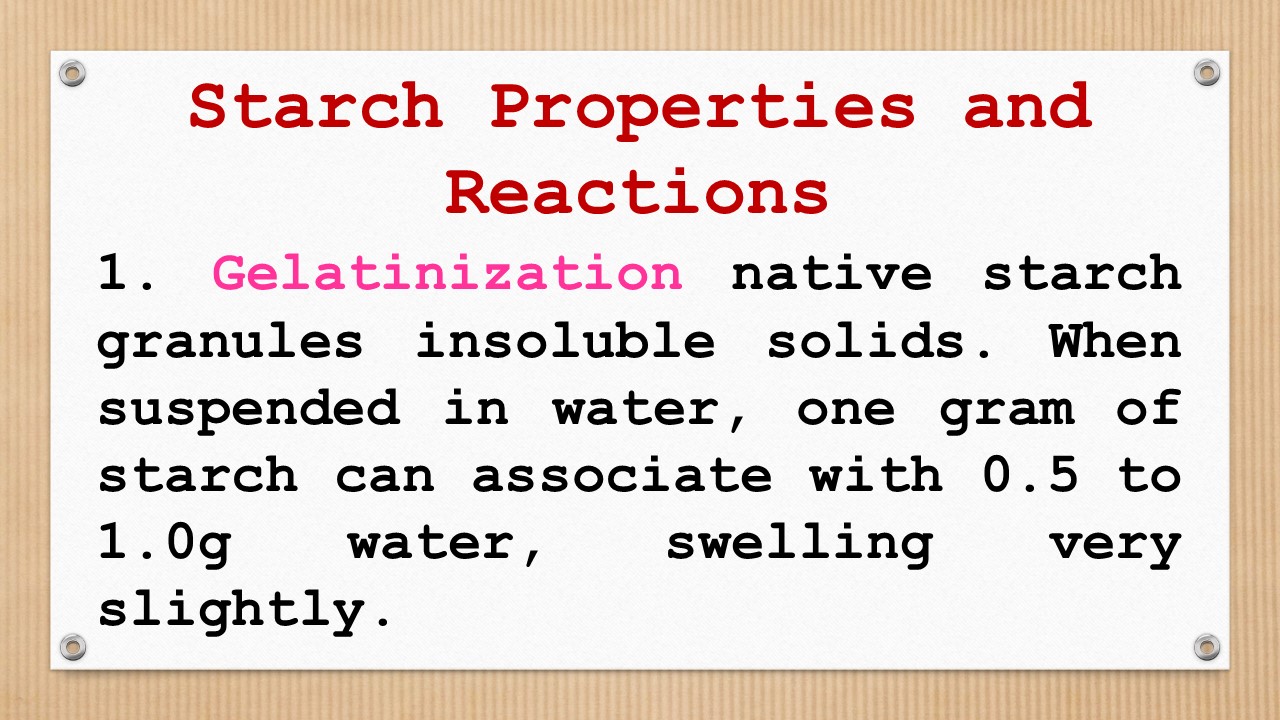 Starch Properties and
Reactions
1. Gelatinization native starch
granules insoluble solids. When
suspended in water, one gram of
starch can associate with 0.5 to
1.0g water, swelling very
slightly.